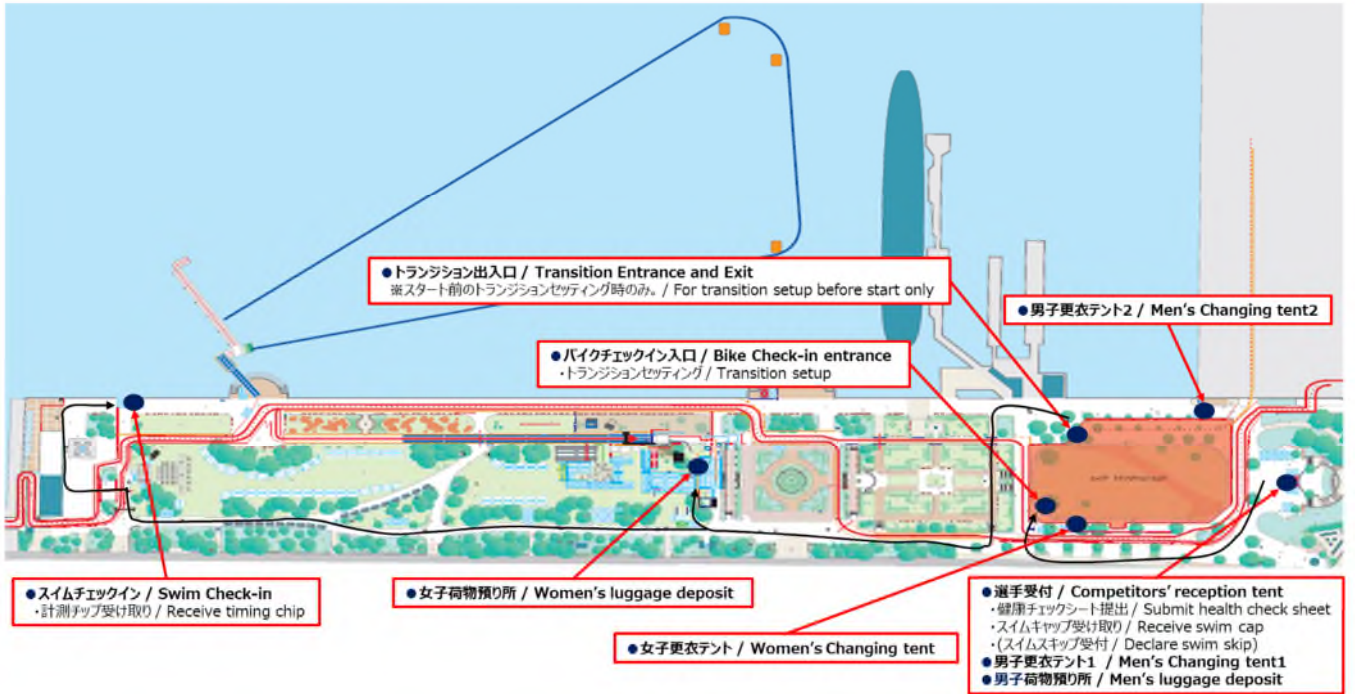 ●トランジション出入口 / Transition Entrance and Exit
※スタート前のトランジションセッティング時のみ。 / For transition setup before start only
●男子更衣テント2 / Men's Changing tent2
●バイクチェックイン入口 / Bike Check-in entrance
・トランジションセッティング / Transition setup
●スイムチェックイン / Swim Check-in
・計測チップ受け取り / Receive timing chip
●女子荷物預り所 / Women's luggage deposit
●女子更衣テント / Women's Changing tent
●選手受付 / Competitors' reception tent
・健康チェックシート提出 / Submit health check sheet
・スイムキャップ受け取り / Receive swim cap
・(スイムスキップ受付 / Declare swim skip)
●男子更衣テント1 / Men's Changing tent1
●男子荷物預り所 / Men's luggage deposit